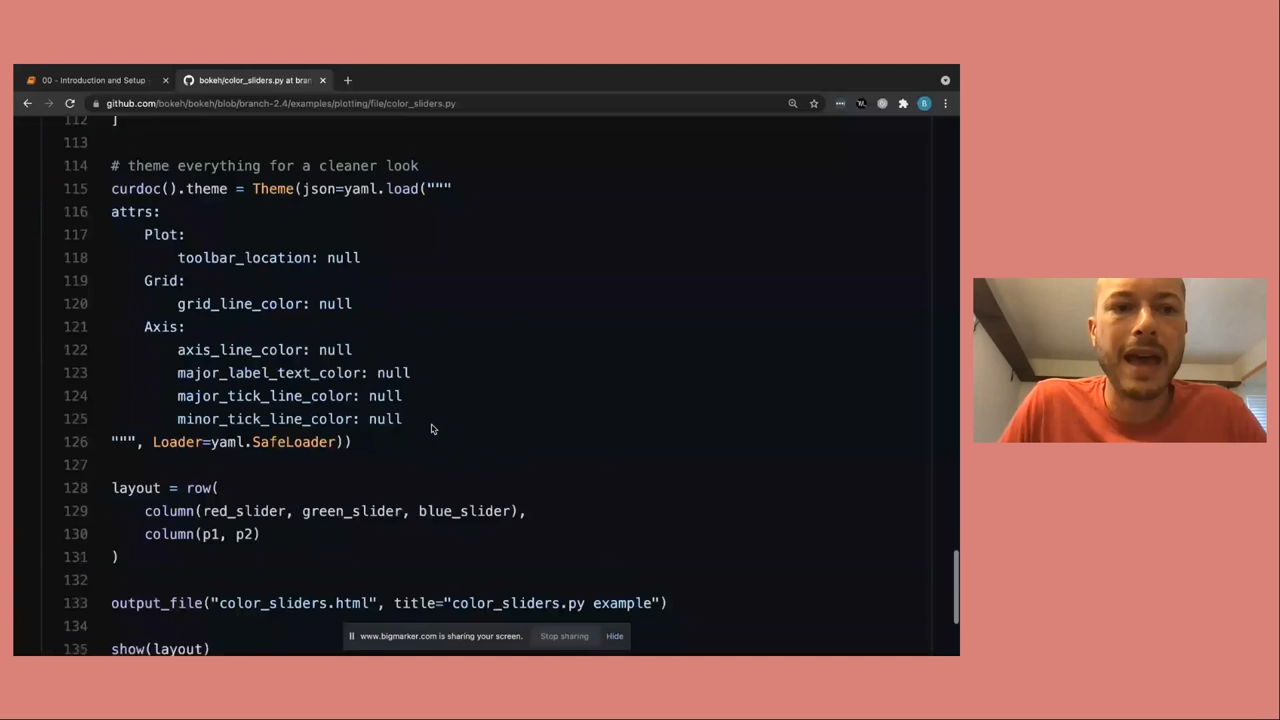 00 - Introduction and Setup
bokeh/color_sliders.py at bran
github.com/bokeh/bokeh/blob/branch-2.4/examples/plotting/file/color_sliders.py
B
112 ]
113
114 # theme everything for a cleaner look
115 curdoc().theme = Theme(json=yaml.load("""
116 attrs:
117     Plot:
118         toolbar_location: null
119     Grid:
120         grid_line_color: null
121     Axis:
122         axis_line_color: null
123         major_label_text_color: null
124         major_tick_line_color: null
125         minor_tick_line_color: null
126 """, Loader=yaml.SafeLoader))
127
128 layout = row(
129     column(red_slider, green_slider, blue_slider),
130     column(p1, p2)
131 )
132
133 output_file("color_sliders.html", title="color_sliders.py example")
134
www.bigmarker.com is sharing your screen. Stop sharing Hide
135 show(layout)